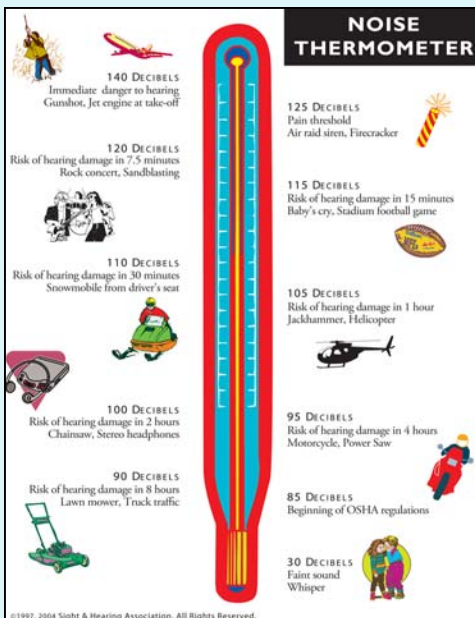 NOISE
THERMOMETER
140 DECIBELS
Immediate danger to hearing
Gunshot, Jet engine at take-off
125 DECIBELS
Pain threshold
Air raid siren, Firecracker
120 DECIBELS
Risk of hearing damage in 7.5 minutes
Rock concert, Sandblasting
115 DECIBELS
Risk of hearing damage in 15 minutes
Baby's cry, Stadium football game
110 DECIBELS
Risk of hearing damage in 30 minutes
Snowmobile from driver's seat
105 DECIBELS
Risk of hearing damage in 1 hour
Jackhammer, Helicopter
100 DECIBELS
Risk of hearing damage in 2 hours
Chainsaw, Stereo headphones
95 DECIBELS
Risk of hearing damage in 4 hours
Motorcycle, Power Saw
90 DECIBELS
Risk of hearing damage in 8 hours
Lawn mower, Truck traffic
85 DECIBELS
Beginning of OSHA regulations
30 DECIBELS
Faint sound
Whisper
©1997, 2004 Sight & Hearing Association. All Rights Reserved.